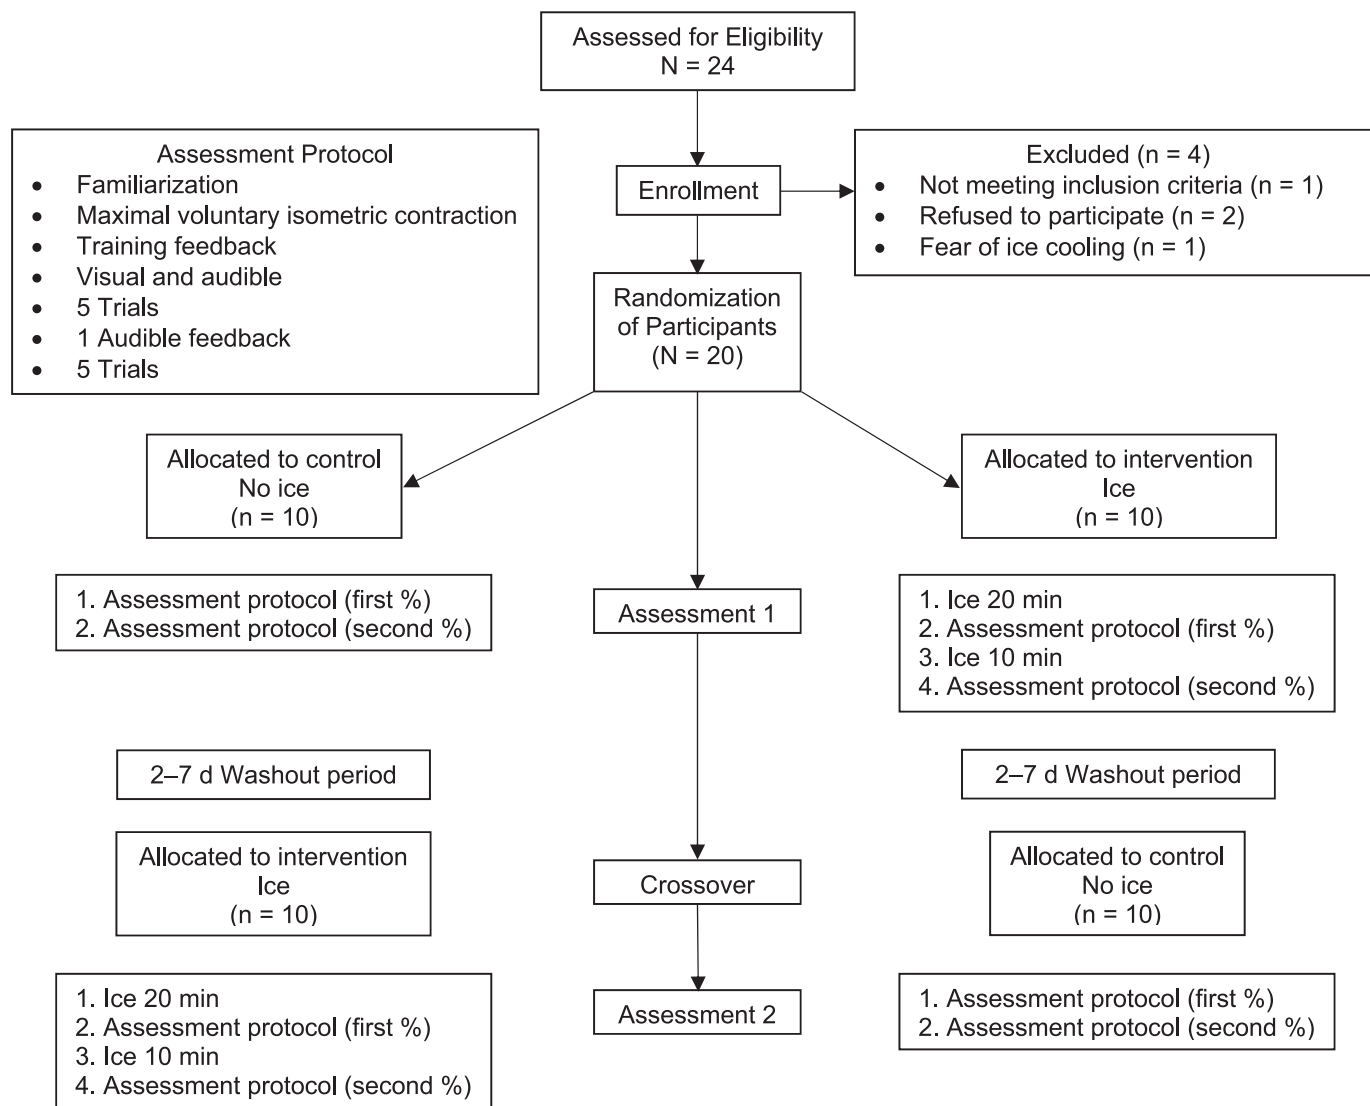 Assessed for Eligibility
N = 24
Assessment Protocol
• Familiarization
• Maximal voluntary isometric contraction
• Training feedback
• Visual and audible
• 5 Trials
• 1 Audible feedback
• 5 Trials
Enrollment
Excluded (n = 4)
• Not meeting inclusion criteria (n = 1)
• Refused to participate (n = 2)
• Fear of ice cooling (n = 1)
Randomization
of Participants
(N = 20)
Allocated to control
No ice
(n = 10)
Allocated to intervention
Ice
(n = 10)
1. Assessment protocol (first %)
2. Assessment protocol (second %)
Assessment 1
1. Ice 20 min
2. Assessment protocol (first %)
3. Ice 10 min
4. Assessment protocol (second %)
2–7 d Washout period
2–7 d Washout period
Allocated to intervention
Ice
(n = 10)
Crossover
Allocated to control
No ice
(n = 10)
1. Ice 20 min
2. Assessment protocol (first %)
3. Ice 10 min
4. Assessment protocol (second %)
Assessment 2
1. Assessment protocol (first %)
2. Assessment protocol (second %)